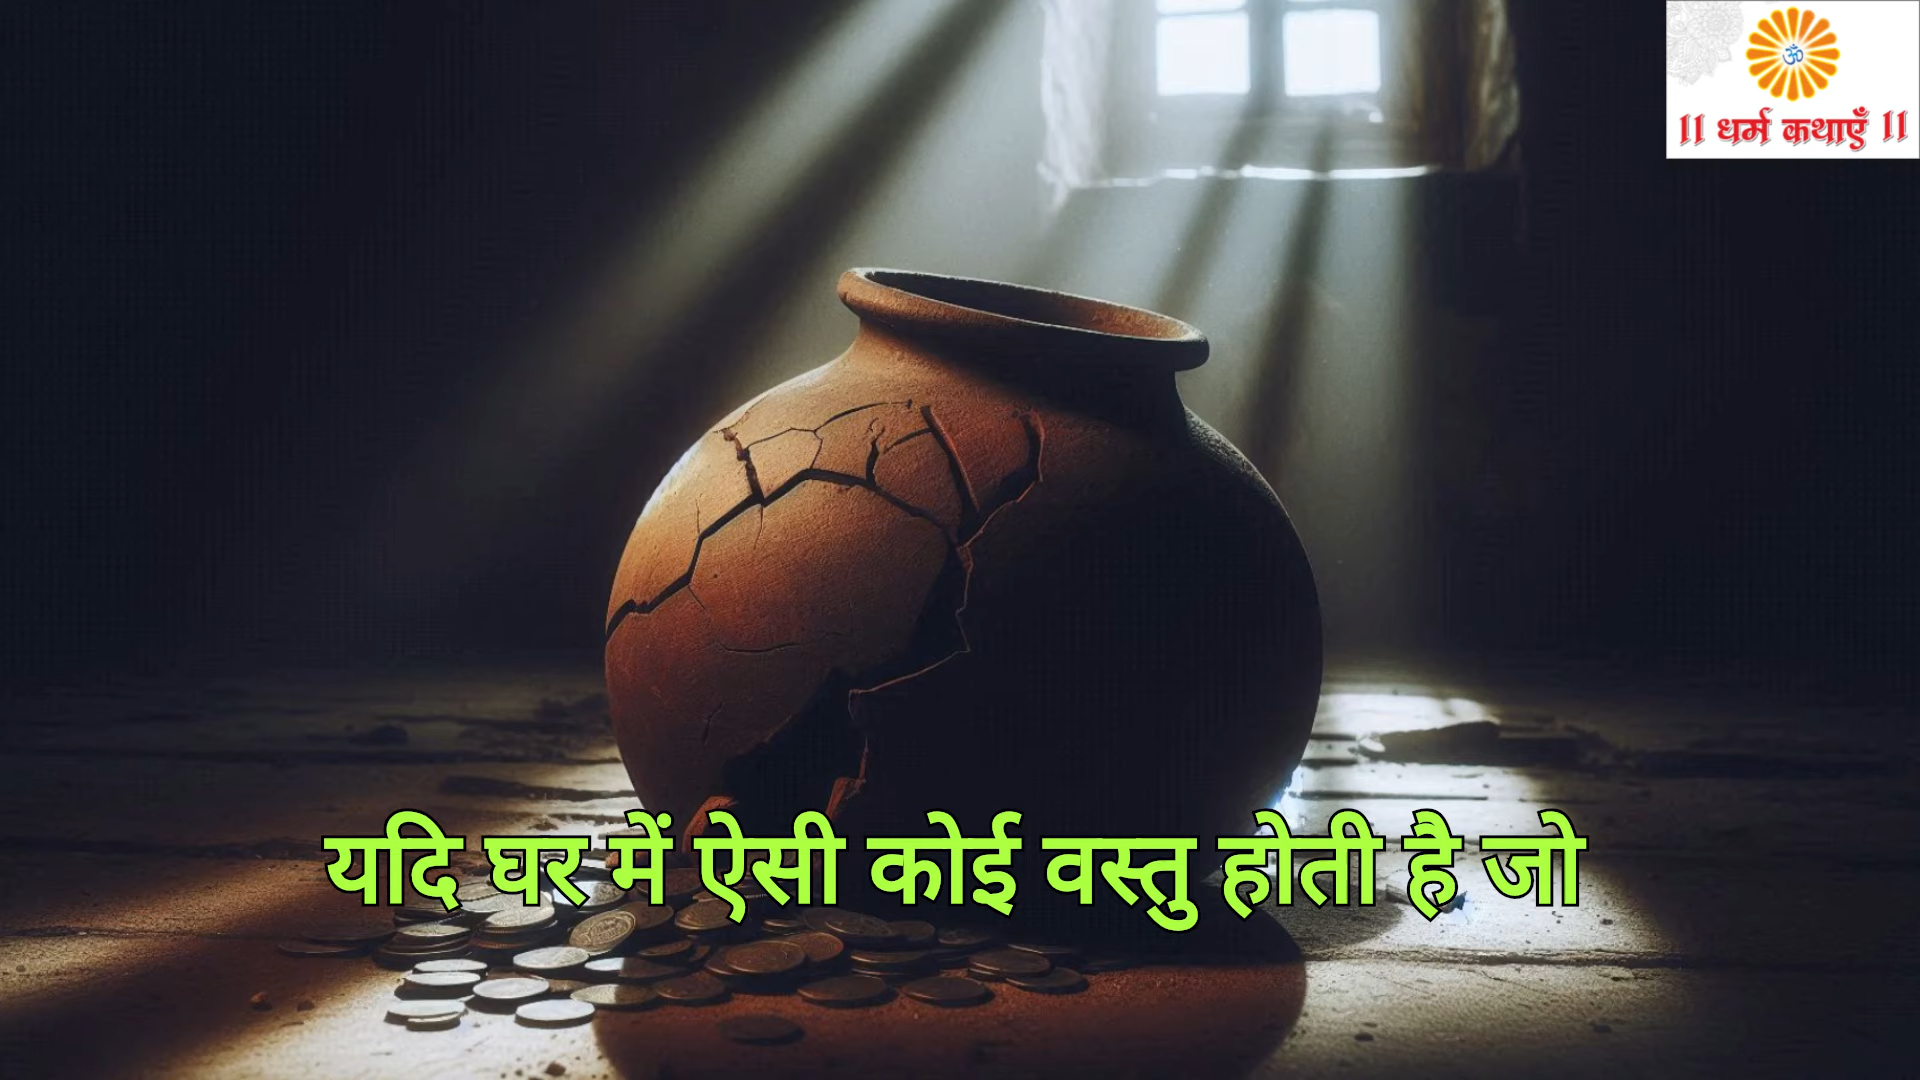 ॐ
॥ धर्म कथाएँ ॥
यदि घर में ऐसी कोई वस्तु होती है जो